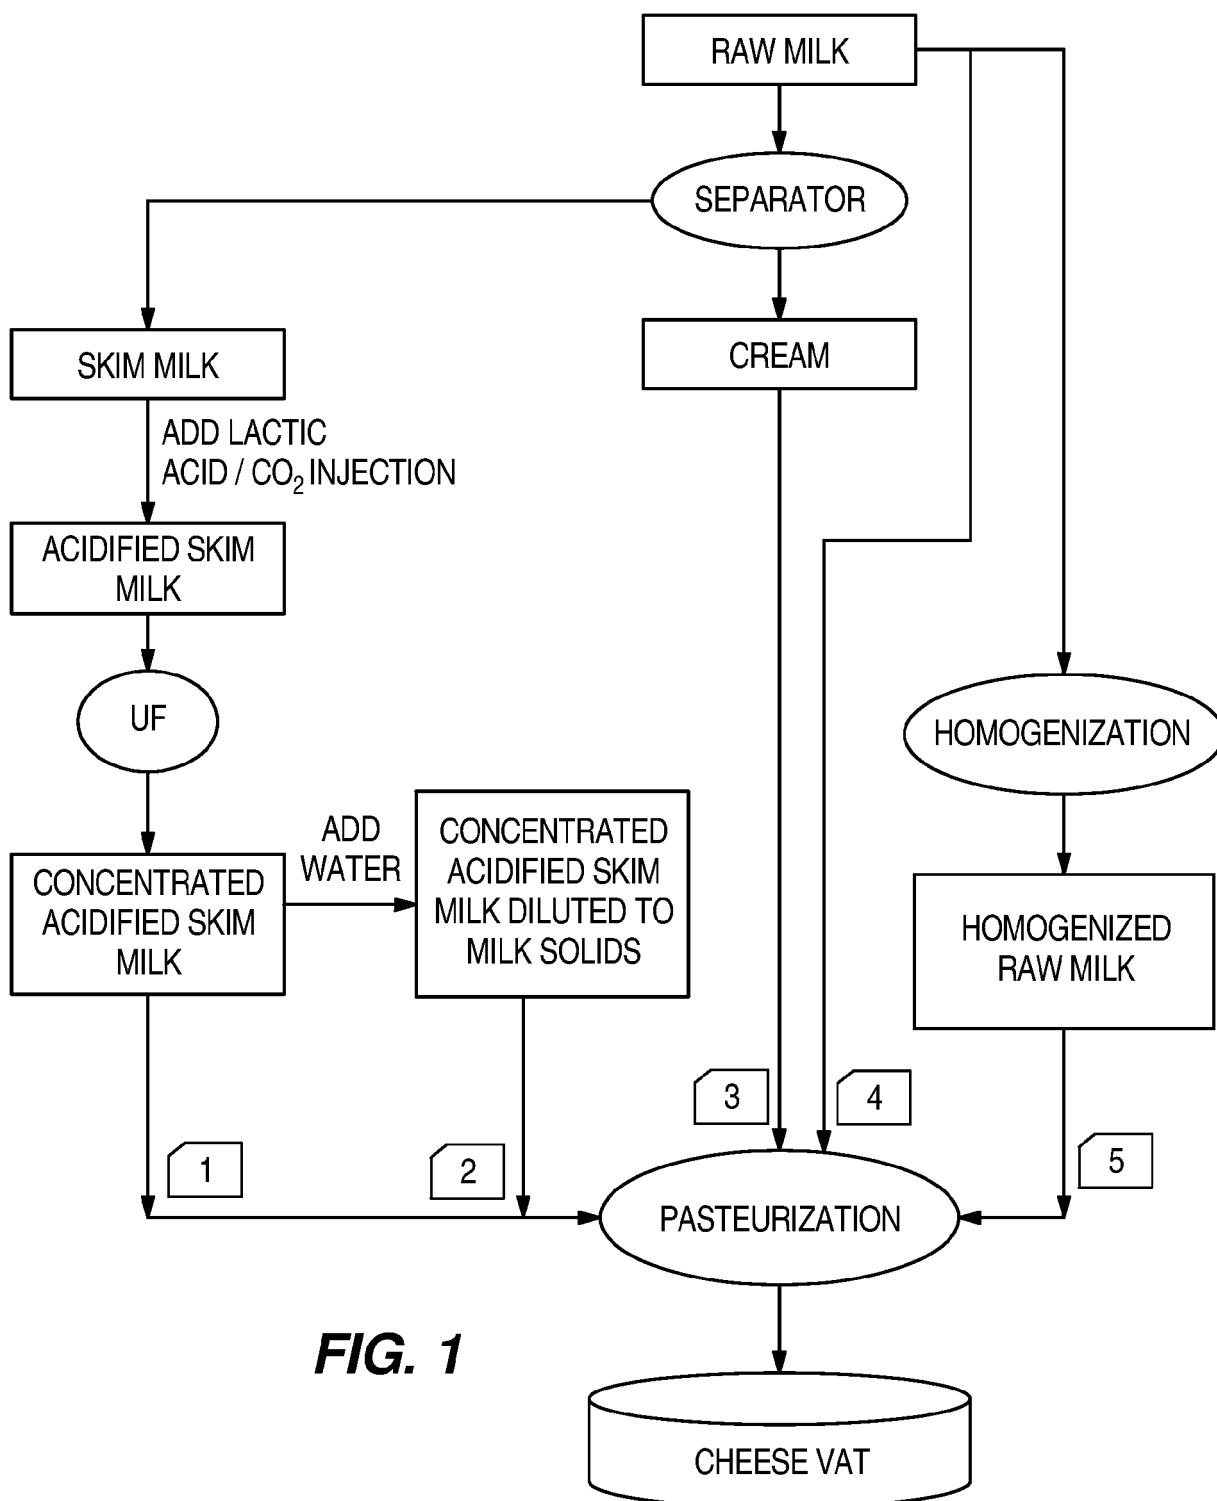 RAW MILK
SEPARATOR
SKIM MILK
CREAM
ADD LACTIC
ACID / CO₂ INJECTION
ACIDIFIED SKIM
MILK
UF
HOMOGENIZATION
ADD
WATER
CONCENTRATED
ACIDIFIED SKIM
MILK DILUTED TO
MILK SOLIDS
CONCENTRATED
ACIDIFIED SKIM
MILK
HOMOGENIZED
RAW MILK
3
4
1
2
5
PASTEURIZATION
FIG. 1
CHEESE VAT